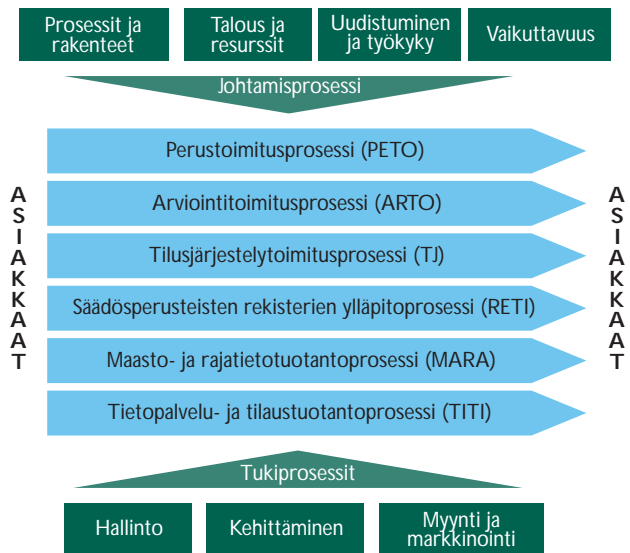 Prosessit ja
rakenteet
Talous ja
resurssit
Uudistuminen
ja työkyky
Vaikuttavuus
Johtamisprosessi
ASIAKKAAT
Perustoimitusprosessi (PETO)
Arviointitoimitusprosessi (ARTO)
Tilusjärjestelytoimitusprosessi (TJ)
Säädösperusteisten rekisterien ylläpitoprosessi (RETI)
Maasto- ja rajatietotuotantoprosessi (MARA)
Tietopalvelu- ja tilaustuotantoprosessi (TITI)
ASIAKKAAT
Tukiprosessit
Hallinto
Kehittäminen
Myynti ja
markkinointi